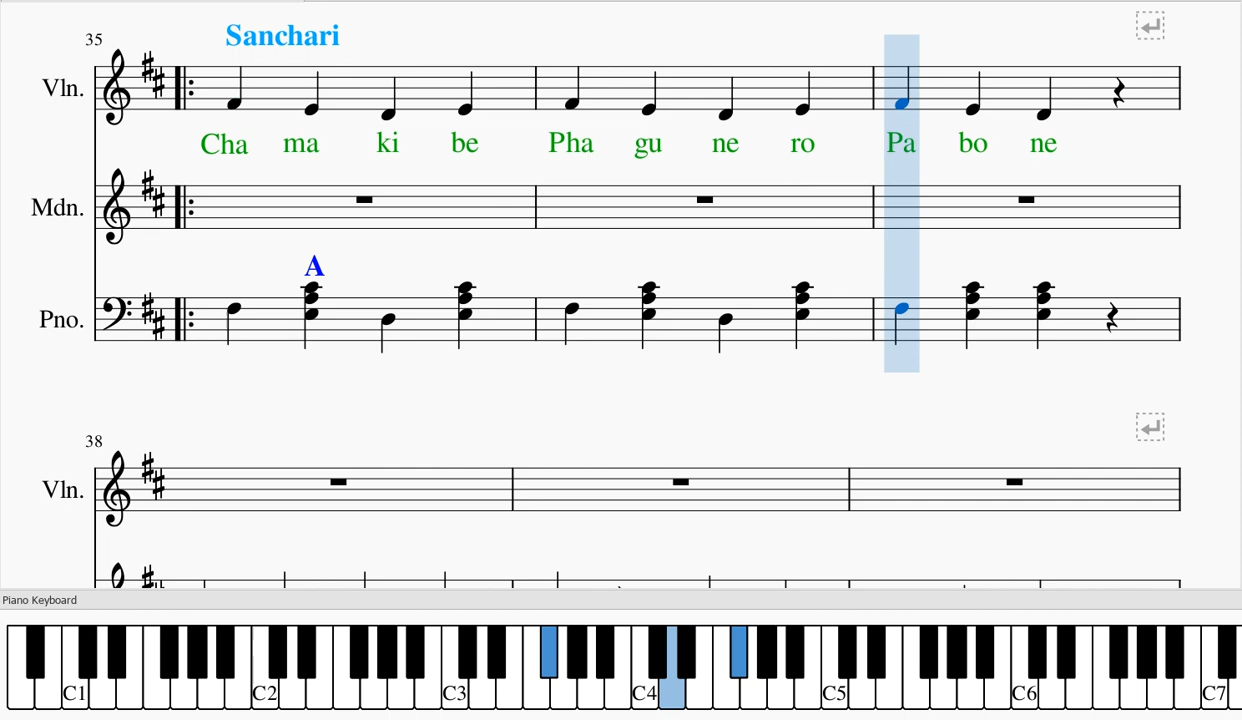 Sanchari
35
Vln.
Cha ma ki be Pha gu ne ro Pa bo ne
Mdn.
A
Pno.
38
Vln.
Piano Keyboard
C1 C2 C3 C4 C5 C6 C7